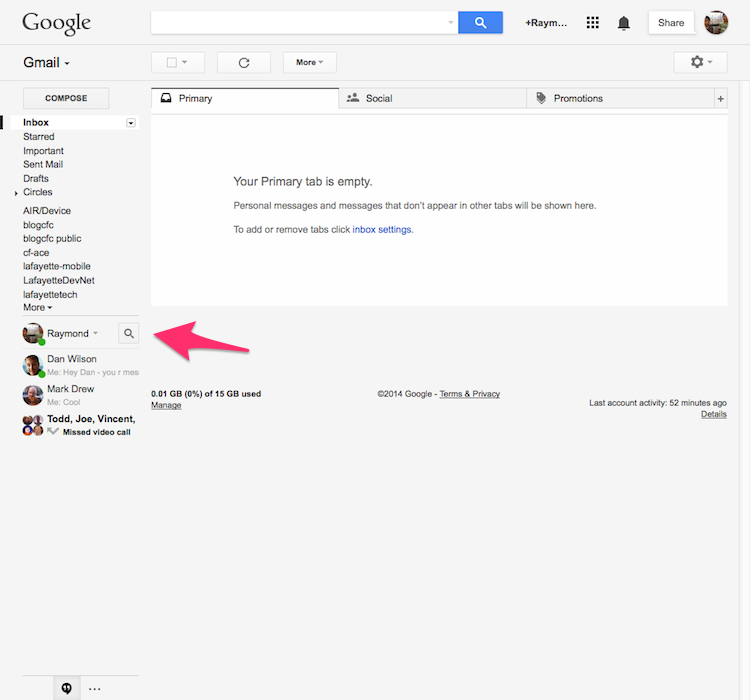 Google
+Raym...
Share
Gmail
More
COMPOSE
Primary
Social
Promotions
+
Inbox
Starred
Important
Sent Mail
Drafts
Circles
AIR/Device
blogcfc
blogcfc public
cf-ace
lafayette-mobile
LafayetteDevNet
lafayettetech
More
Your Primary tab is empty.
Personal messages and messages that don't appear in other tabs will be shown here.
To add or remove tabs click inbox settings.
Raymond
Dan Wilson
Me: Hey Dan - you r mes
Mark Drew
Me: Cool
Todd, Joe, Vincent,
Missed video call
0.01 GB (0%) of 15 GB used
Manage
©2014 Google - Terms & Privacy
Last account activity: 52 minutes ago
Details